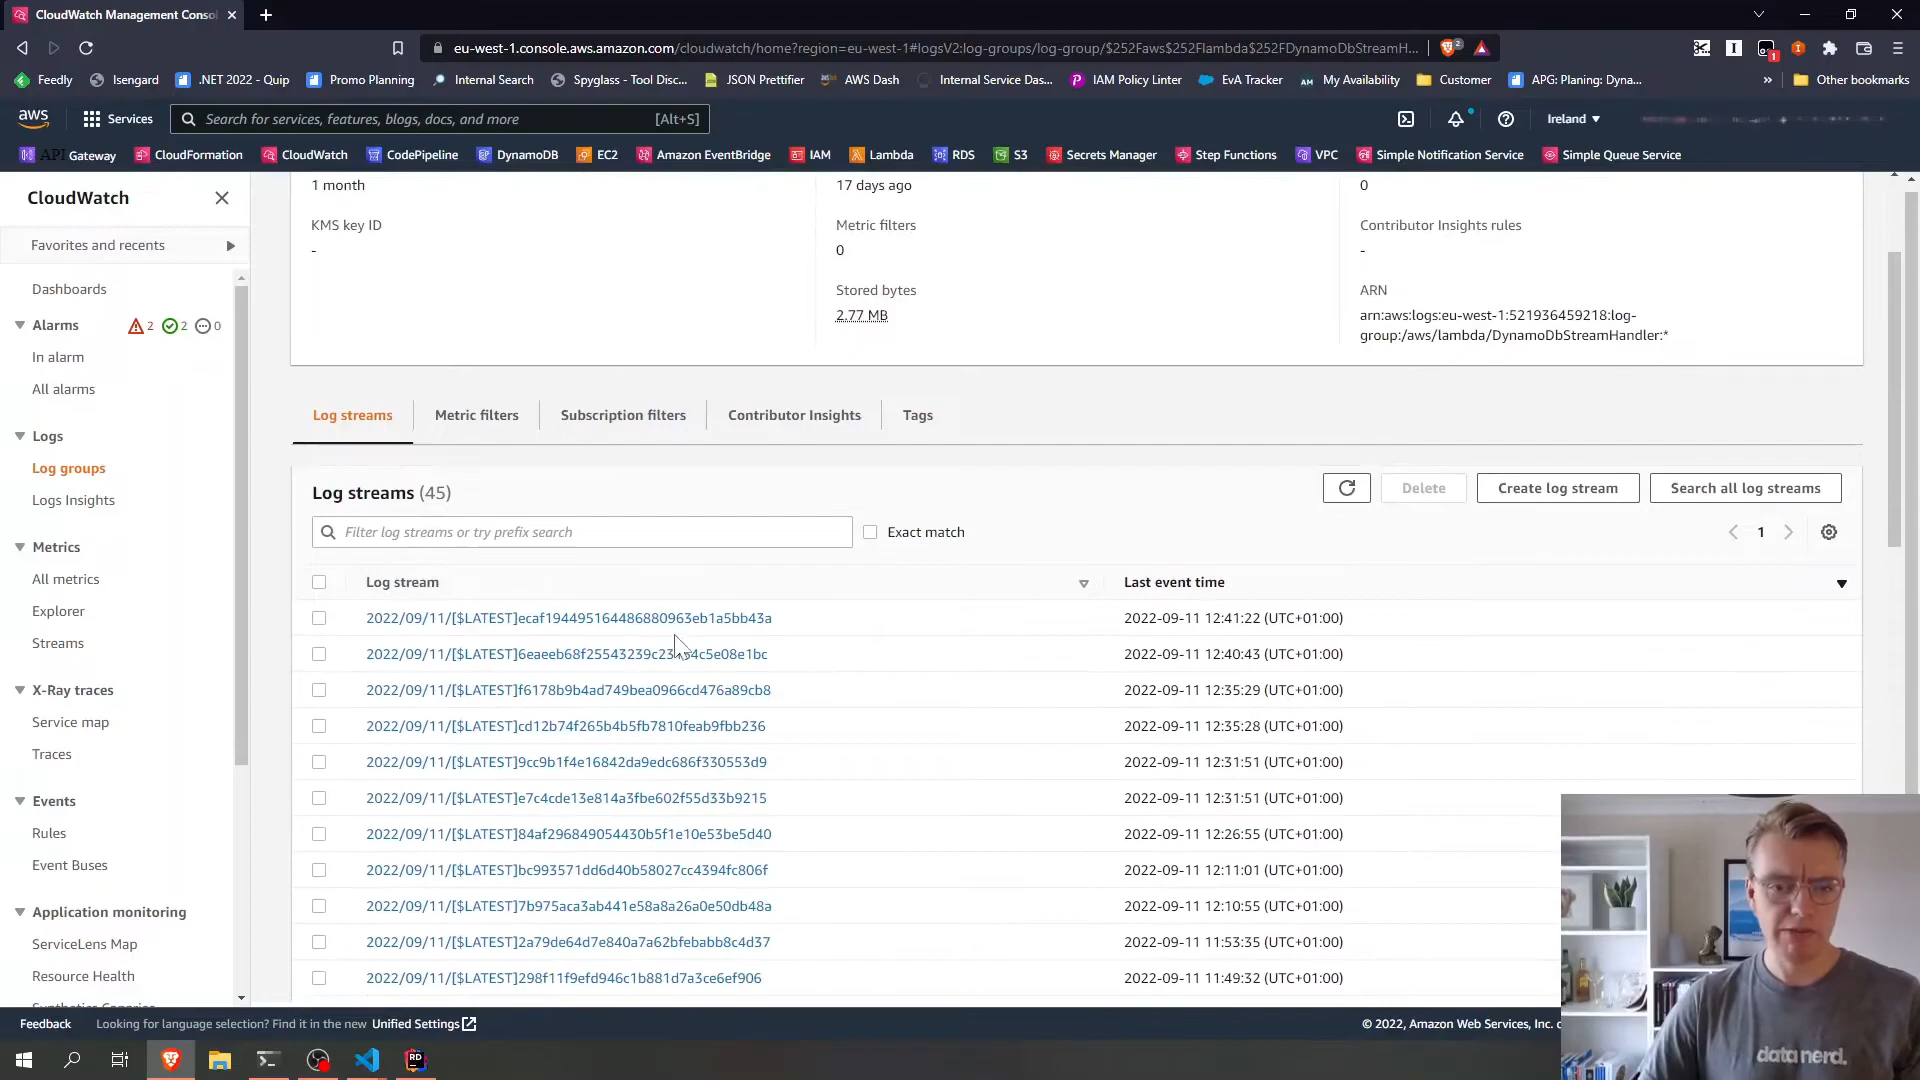 CloudWatch Management Consol
eu-west-1.console.aws.amazon.com/cloudwatch/home?region=eu-west-1#logsV2:log-groups/log-group/$252Faws$252Flambda$252FDynamoDbStreamH...
2
1
Feedly Isengard .NET 2022 - Quip Promo Planning Internal Search Spyglass - Tool Disc... JSON Prettifier AWS Dash Internal Service Das... IAM Policy Linter EvA Tracker AM My Availability Customer APG: Planing: Dyna... » Other bookmarks
aws Services Search for services, features, blogs, docs, and more [Alt+S] Ireland
API Gateway CloudFormation CloudWatch CodePipeline DynamoDB EC2 Amazon EventBridge IAM Lambda RDS S3 Secrets Manager Step Functions VPC Simple Notification Service Simple Queue Service
CloudWatch
Favorites and recents
Dashboards
Alarms 2 2 0
In alarm
All alarms
Logs
Log groups
Logs Insights
Metrics
All metrics
Explorer
Streams
X-Ray traces
Service map
Traces
Events
Rules
Event Buses
Application monitoring
ServiceLens Map
Resource Health
Synthetics Canaries
1 month 17 days ago 0
KMS key ID Metric filters Contributor Insights rules
- 0 -
Stored bytes ARN
2.77 MB arn:aws:logs:eu-west-1:521936459218:log-
group:/aws/lambda/DynamoDbStreamHandler:*
Log streams Metric filters Subscription filters Contributor Insights Tags
Log streams (45) Delete Create log stream Search all log streams
Filter log streams or try prefix search Exact match 1
Log stream Last event time
2022/09/11/[$LATEST]ecaf194495164486880963eb1a5bb43a 2022-09-11 12:41:22 (UTC+01:00)
2022/09/11/[$LATEST]6eaeeb68f25543239c23 4c5e08e1bc 2022-09-11 12:40:43 (UTC+01:00)
2022/09/11/[$LATEST]f6178b9b4ad749bea0966cd476a89cb8 2022-09-11 12:35:29 (UTC+01:00)
2022/09/11/[$LATEST]cd12b74f265b4b5fb7810feab9fbb236 2022-09-11 12:35:28 (UTC+01:00)
2022/09/11/[$LATEST]9cc9b1f4e16842da9edc686f330553d9 2022-09-11 12:31:51 (UTC+01:00)
2022/09/11/[$LATEST]e7c4cde13e814a3fbe602f55d33b9215 2022-09-11 12:31:51 (UTC+01:00)
2022/09/11/[$LATEST]84af296849054430b5f1e10e53be5d40 2022-09-11 12:26:55 (UTC+01:00)
2022/09/11/[$LATEST]bc993571dd6d40b58027cc4394fc806f 2022-09-11 12:11:01 (UTC+01:00)
2022/09/11/[$LATEST]7b975aca3ab441e58a8a26a0e50db48a 2022-09-11 12:10:55 (UTC+01:00)
2022/09/11/[$LATEST]2a79de64d7e840a7a62bfebabb8c4d37 2022-09-11 11:53:35 (UTC+01:00)
2022/09/11/[$LATEST]298f11f9efd946c1b881d7a3ce6ef906 2022-09-11 11:49:32 (UTC+01:00)
Feedback Looking for language selection? Find it in the new Unified Settings © 2022, Amazon Web Services, Inc.
RD
data nerd.